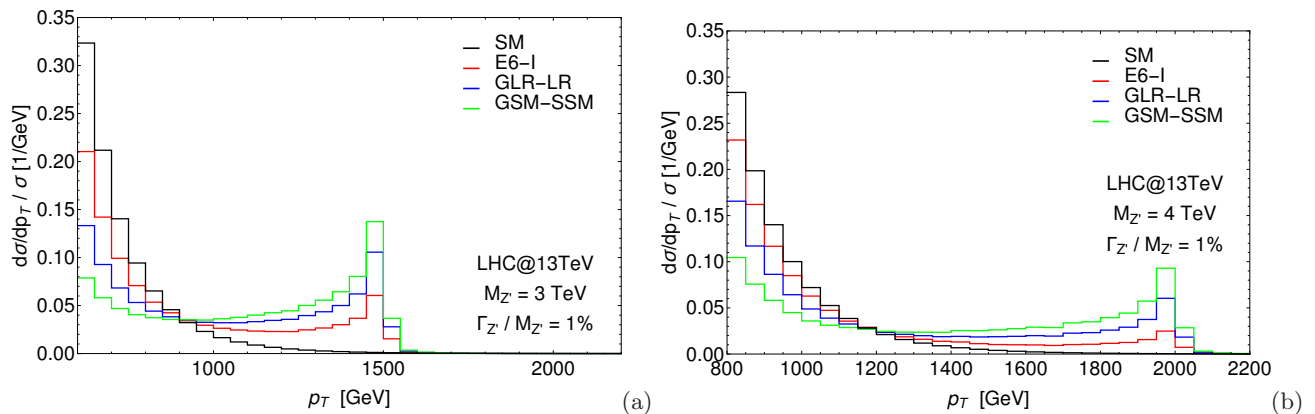 0.35
0.30
0.25
0.20
0.15
0.10
0.05
0.00
dσ/dp_T / σ [1/GeV]
SM
E6−I
GLR−LR
GSM−SSM
LHC@13TeV
M_Z' = 3 TeV
Γ_Z' / M_Z' = 1%
1000 1500 2000
p_T [GeV]
(a)
0.35
0.30
0.25
0.20
0.15
0.10
0.05
0.00
dσ/dp_T / σ [1/GeV]
SM
E6−I
GLR−LR
GSM−SSM
LHC@13TeV
M_Z' = 4 TeV
Γ_Z' / M_Z' = 1%
800 1000 1200 1400 1600 1800 2000 2200
p_T [GeV]
(b)